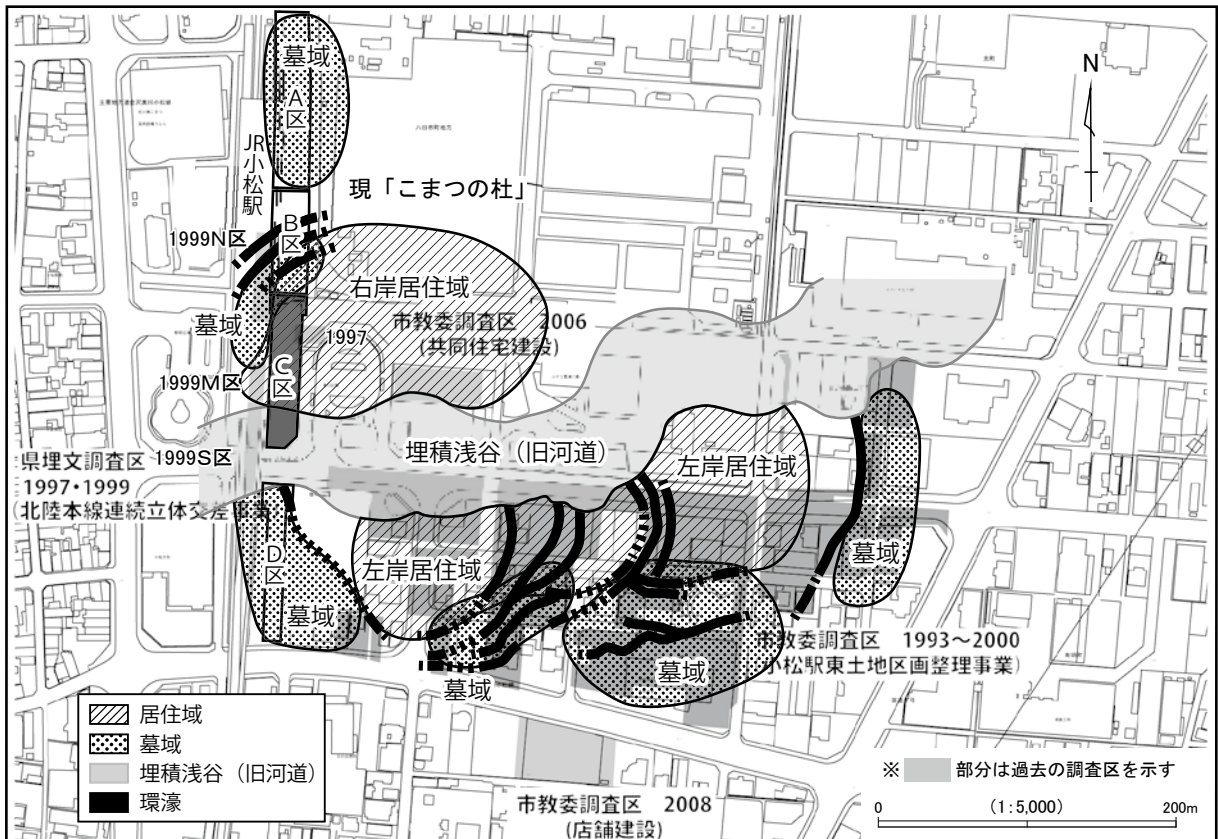 墓域
A区
N
八日市町地方
JR小松駅
現「こまつの杜」
B区
1999N区
右岸居住域
墓域
市教委調査区 2006
(共同住宅建設)
1997
C区
1999M区
埋積浅谷(旧河道)
左岸居住域
県埋文調査区
1997・1999
(北陸本線連続立体交差事業
1999S区
D区
墓域
左岸居住域
墓域
墓域
墓域
市教委調査区 1993~2000
小松駅東土地区画整理事業)
居住域
墓域
埋積浅谷(旧河道)
環濠
市教委調査区 2008
(店舗建設)
※ 部分は過去の調査区を示す
0 (1:5,000) 200m